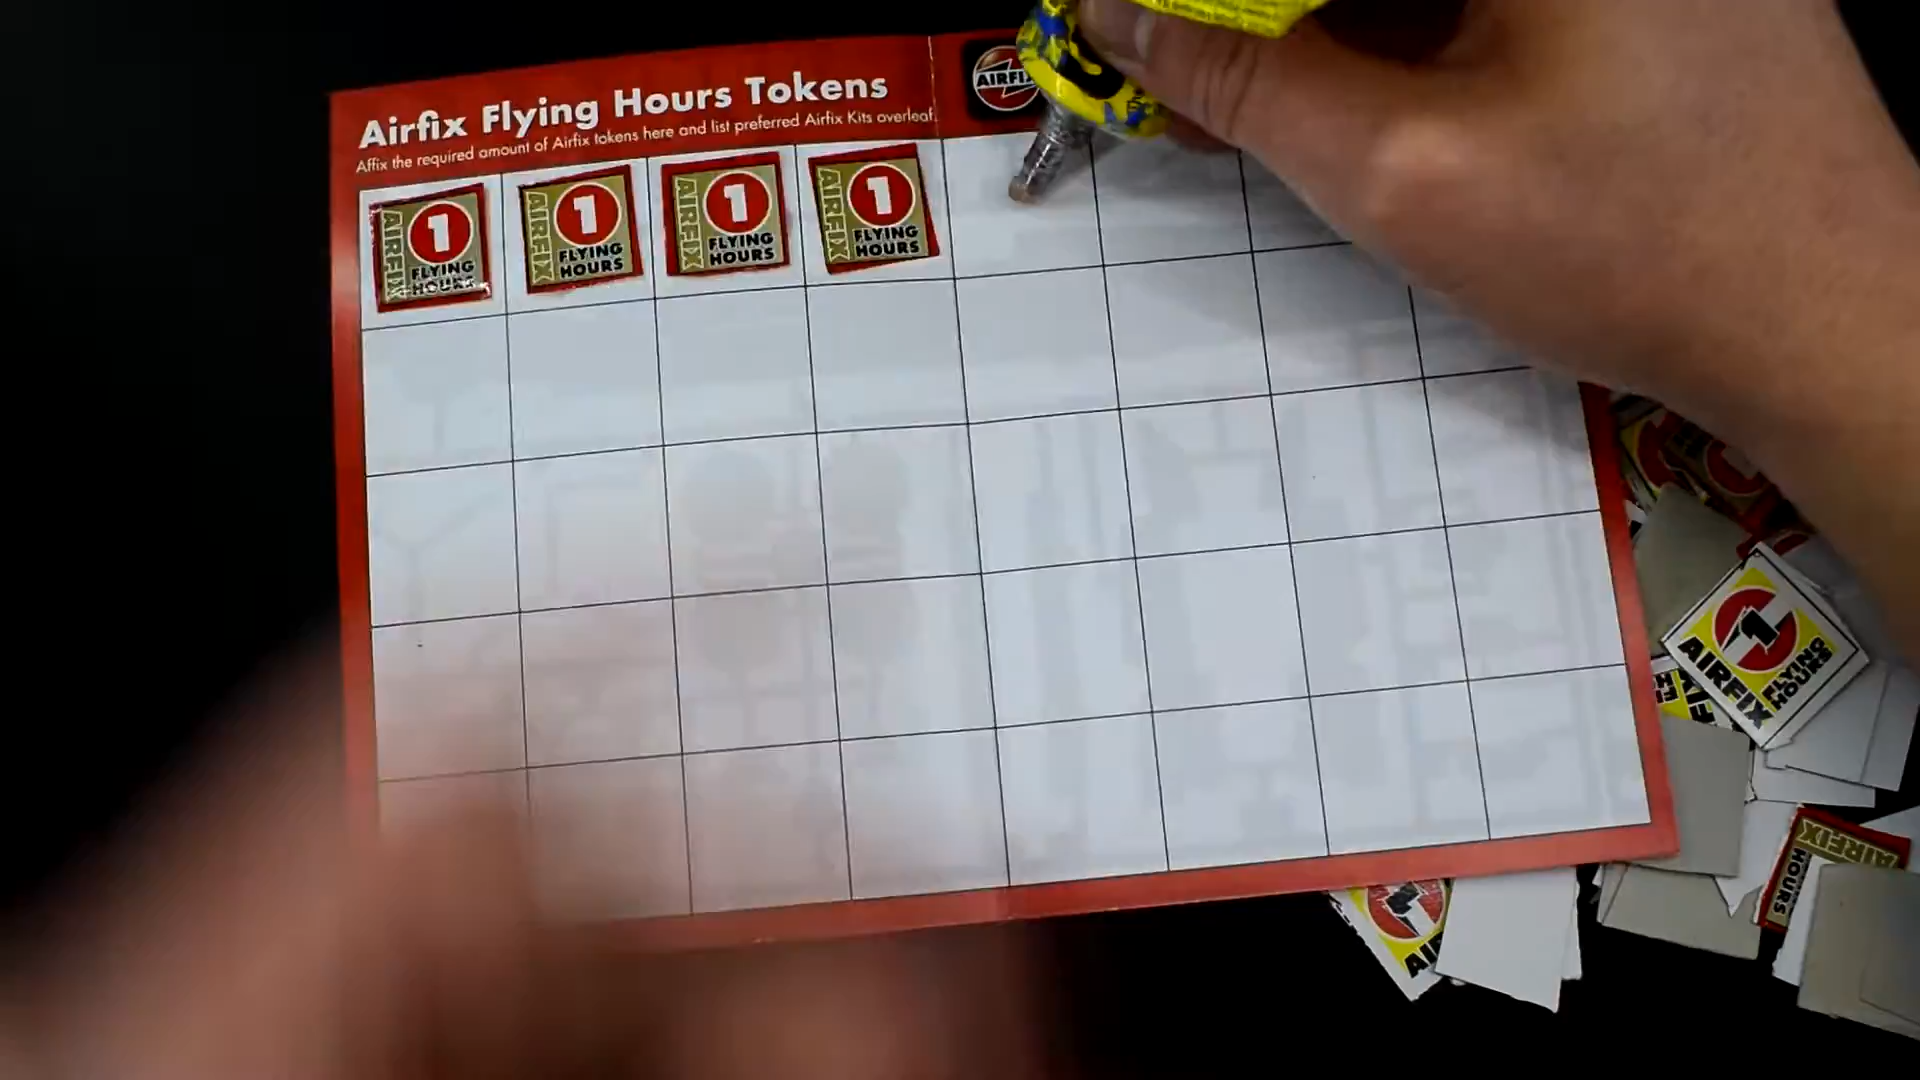 Airfix Flying Hours Tokens
Affix the required amount of Airfix tokens here and list preferred Airfix Kits overleaf.
AIRFIX
1
FLYING
HOURS
AIRFIX
1
FLYING
HOURS
AIRFIX
1
FLYING
HOURS
AIRFIX
1
FLYING
HOURS
1
AIRFIX
FLYING
HOURS
AIRFIX
HOURS